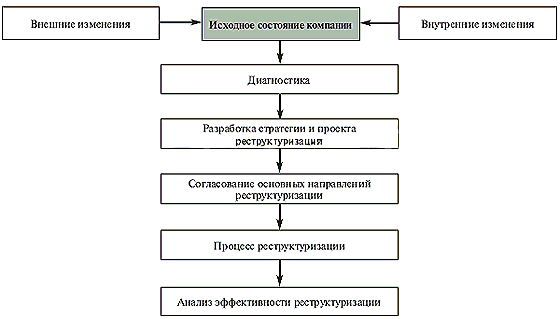 Внешние изменения
Исходное состояние компании
Внутренние изменения
Диагностика
Разработка стратегии и проекта
реструктуризация
Согласование основных направлений
реструктуризации
Процесс реструктуризации
Анализ эффективности реструктуризации